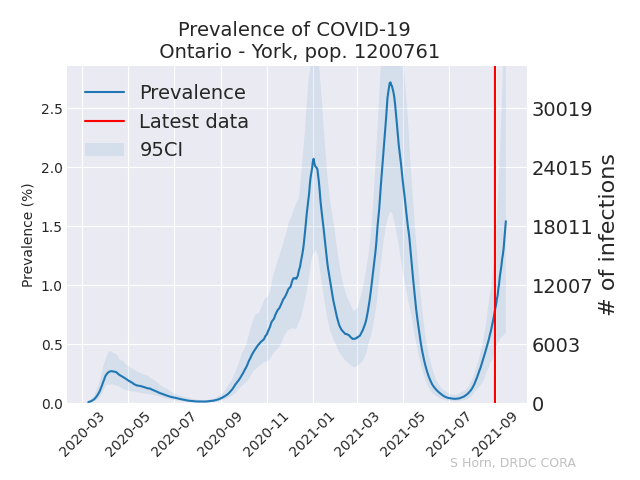 Prevalence of COVID-19
Ontario - York, pop. 1200761
Prevalence
Latest data
95CI
Prevalence (%)
2.5
2.0
1.5
1.0
0.5
0.0
30019
24015
18011
12007
6003
0
# of infections
2020-03
2020-05
2020-07
2020-09
2020-11
2021-01
2021-03
2021-05
2021-07
2021-09
S Horn, DRDC CORA